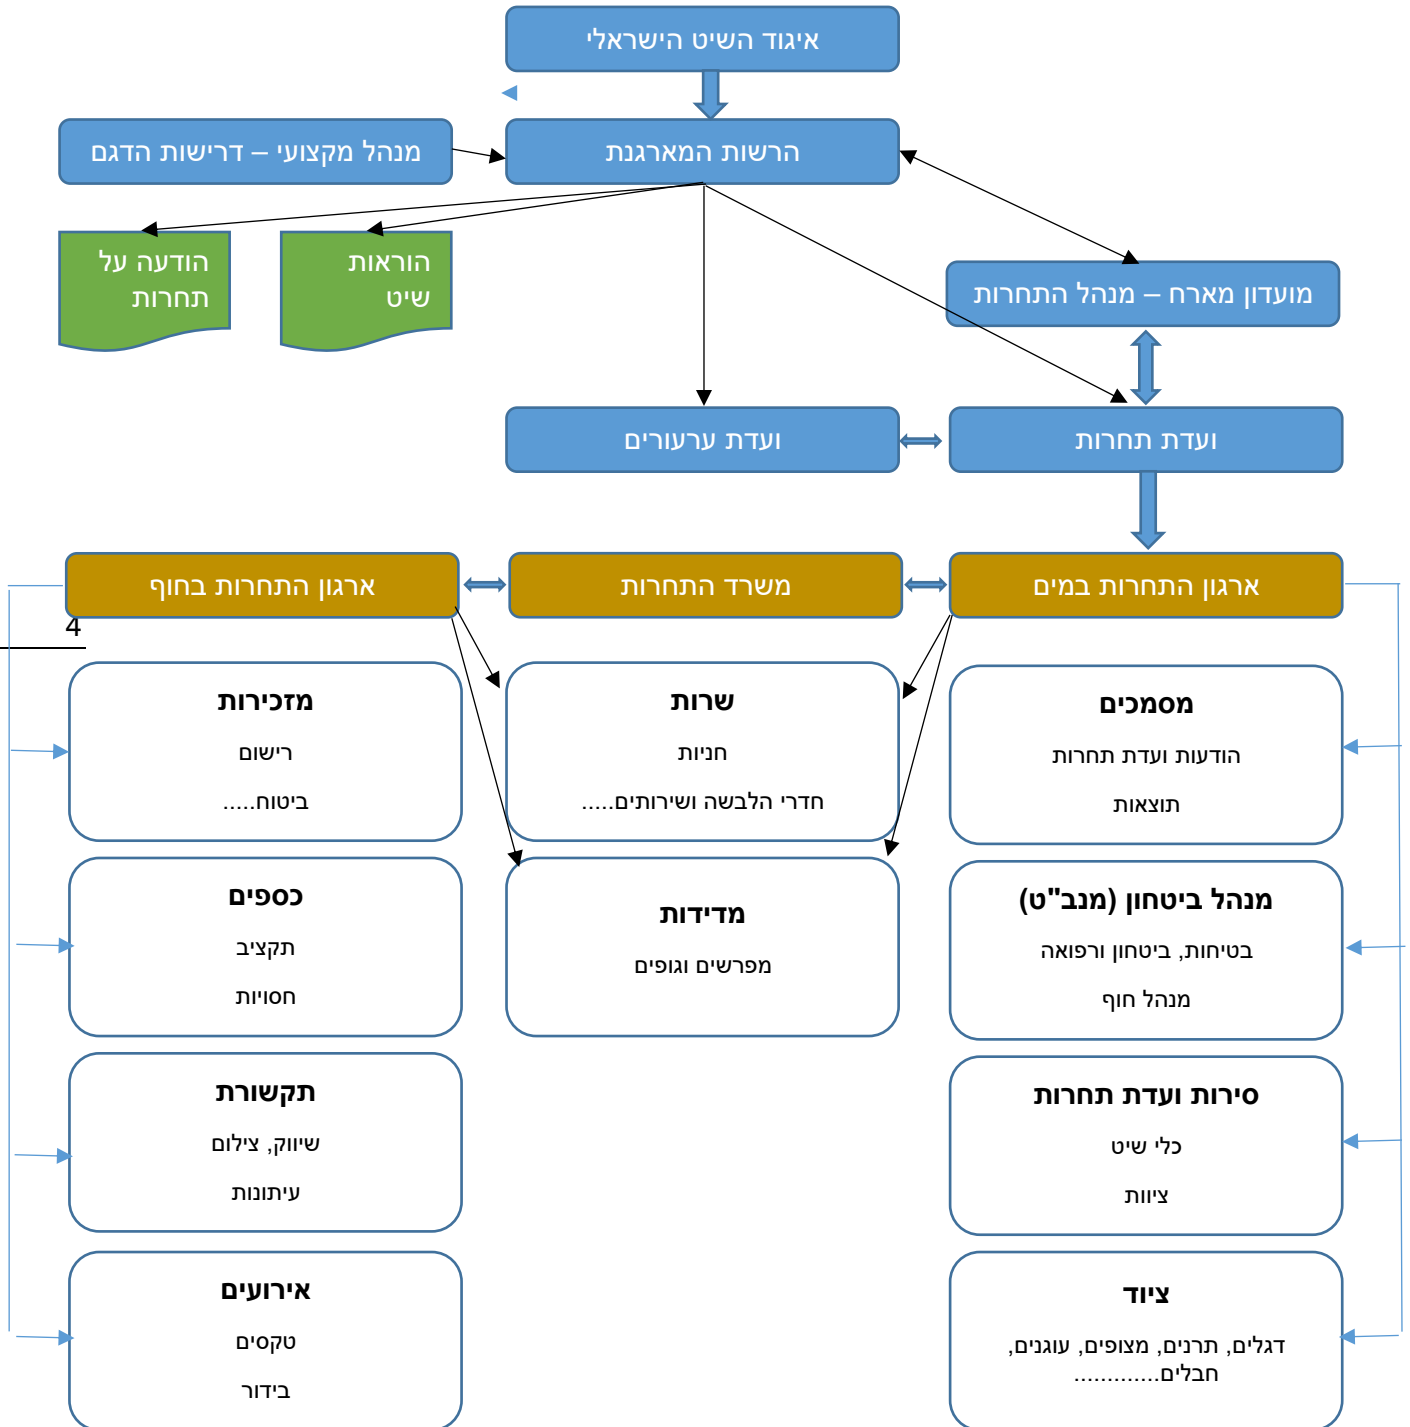 איגוד השיט הישראלי
הרשות המארגנת
מנהל מקצועי – דרישות הדגם
הוראות
שיט
הודעה על
תחרות
מועדון מארח – מנהל התחרות
ועדת תחרות
ועדת ערעורים
ארגון התחרות במים
משרד התחרות
ארגון התחרות בחוף
4
מסמכים
הודעות ועדת תחרות
תוצאות
שרות
חניות
חדרי הלבשה ושירותים.....
מזכירות
רישום
ביטוח.....
מנהל ביטחון (מנב"ט)
בטיחות, ביטחון ורפואה
מנהל חוף
מדידות
מפרשים וגופים
כספים
תקציב
חסויות
סירות ועדת תחרות
כלי שיט
ציוות
תקשורת
שיווק, צילום
עיתונות
ציוד
דגלים, תרנים, מצופים, עוגנים,
חבלים.............
אירועים
טקסים
בידור